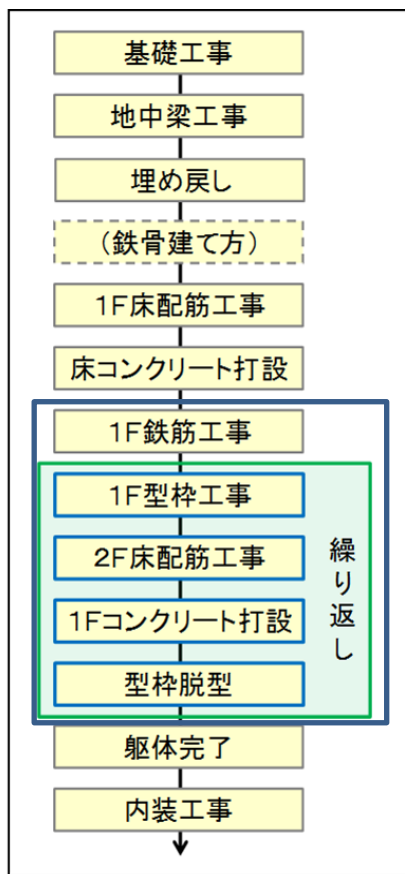 基礎工事
地中梁工事
埋め戻し
（鉄骨建て方）
1F床配筋工事
床コンクリート打設
1F鉄筋工事
1F型枠工事
2F床配筋工事
1Fコンクリート打設
型枠脱型
繰り返し
躯体完了
内装工事